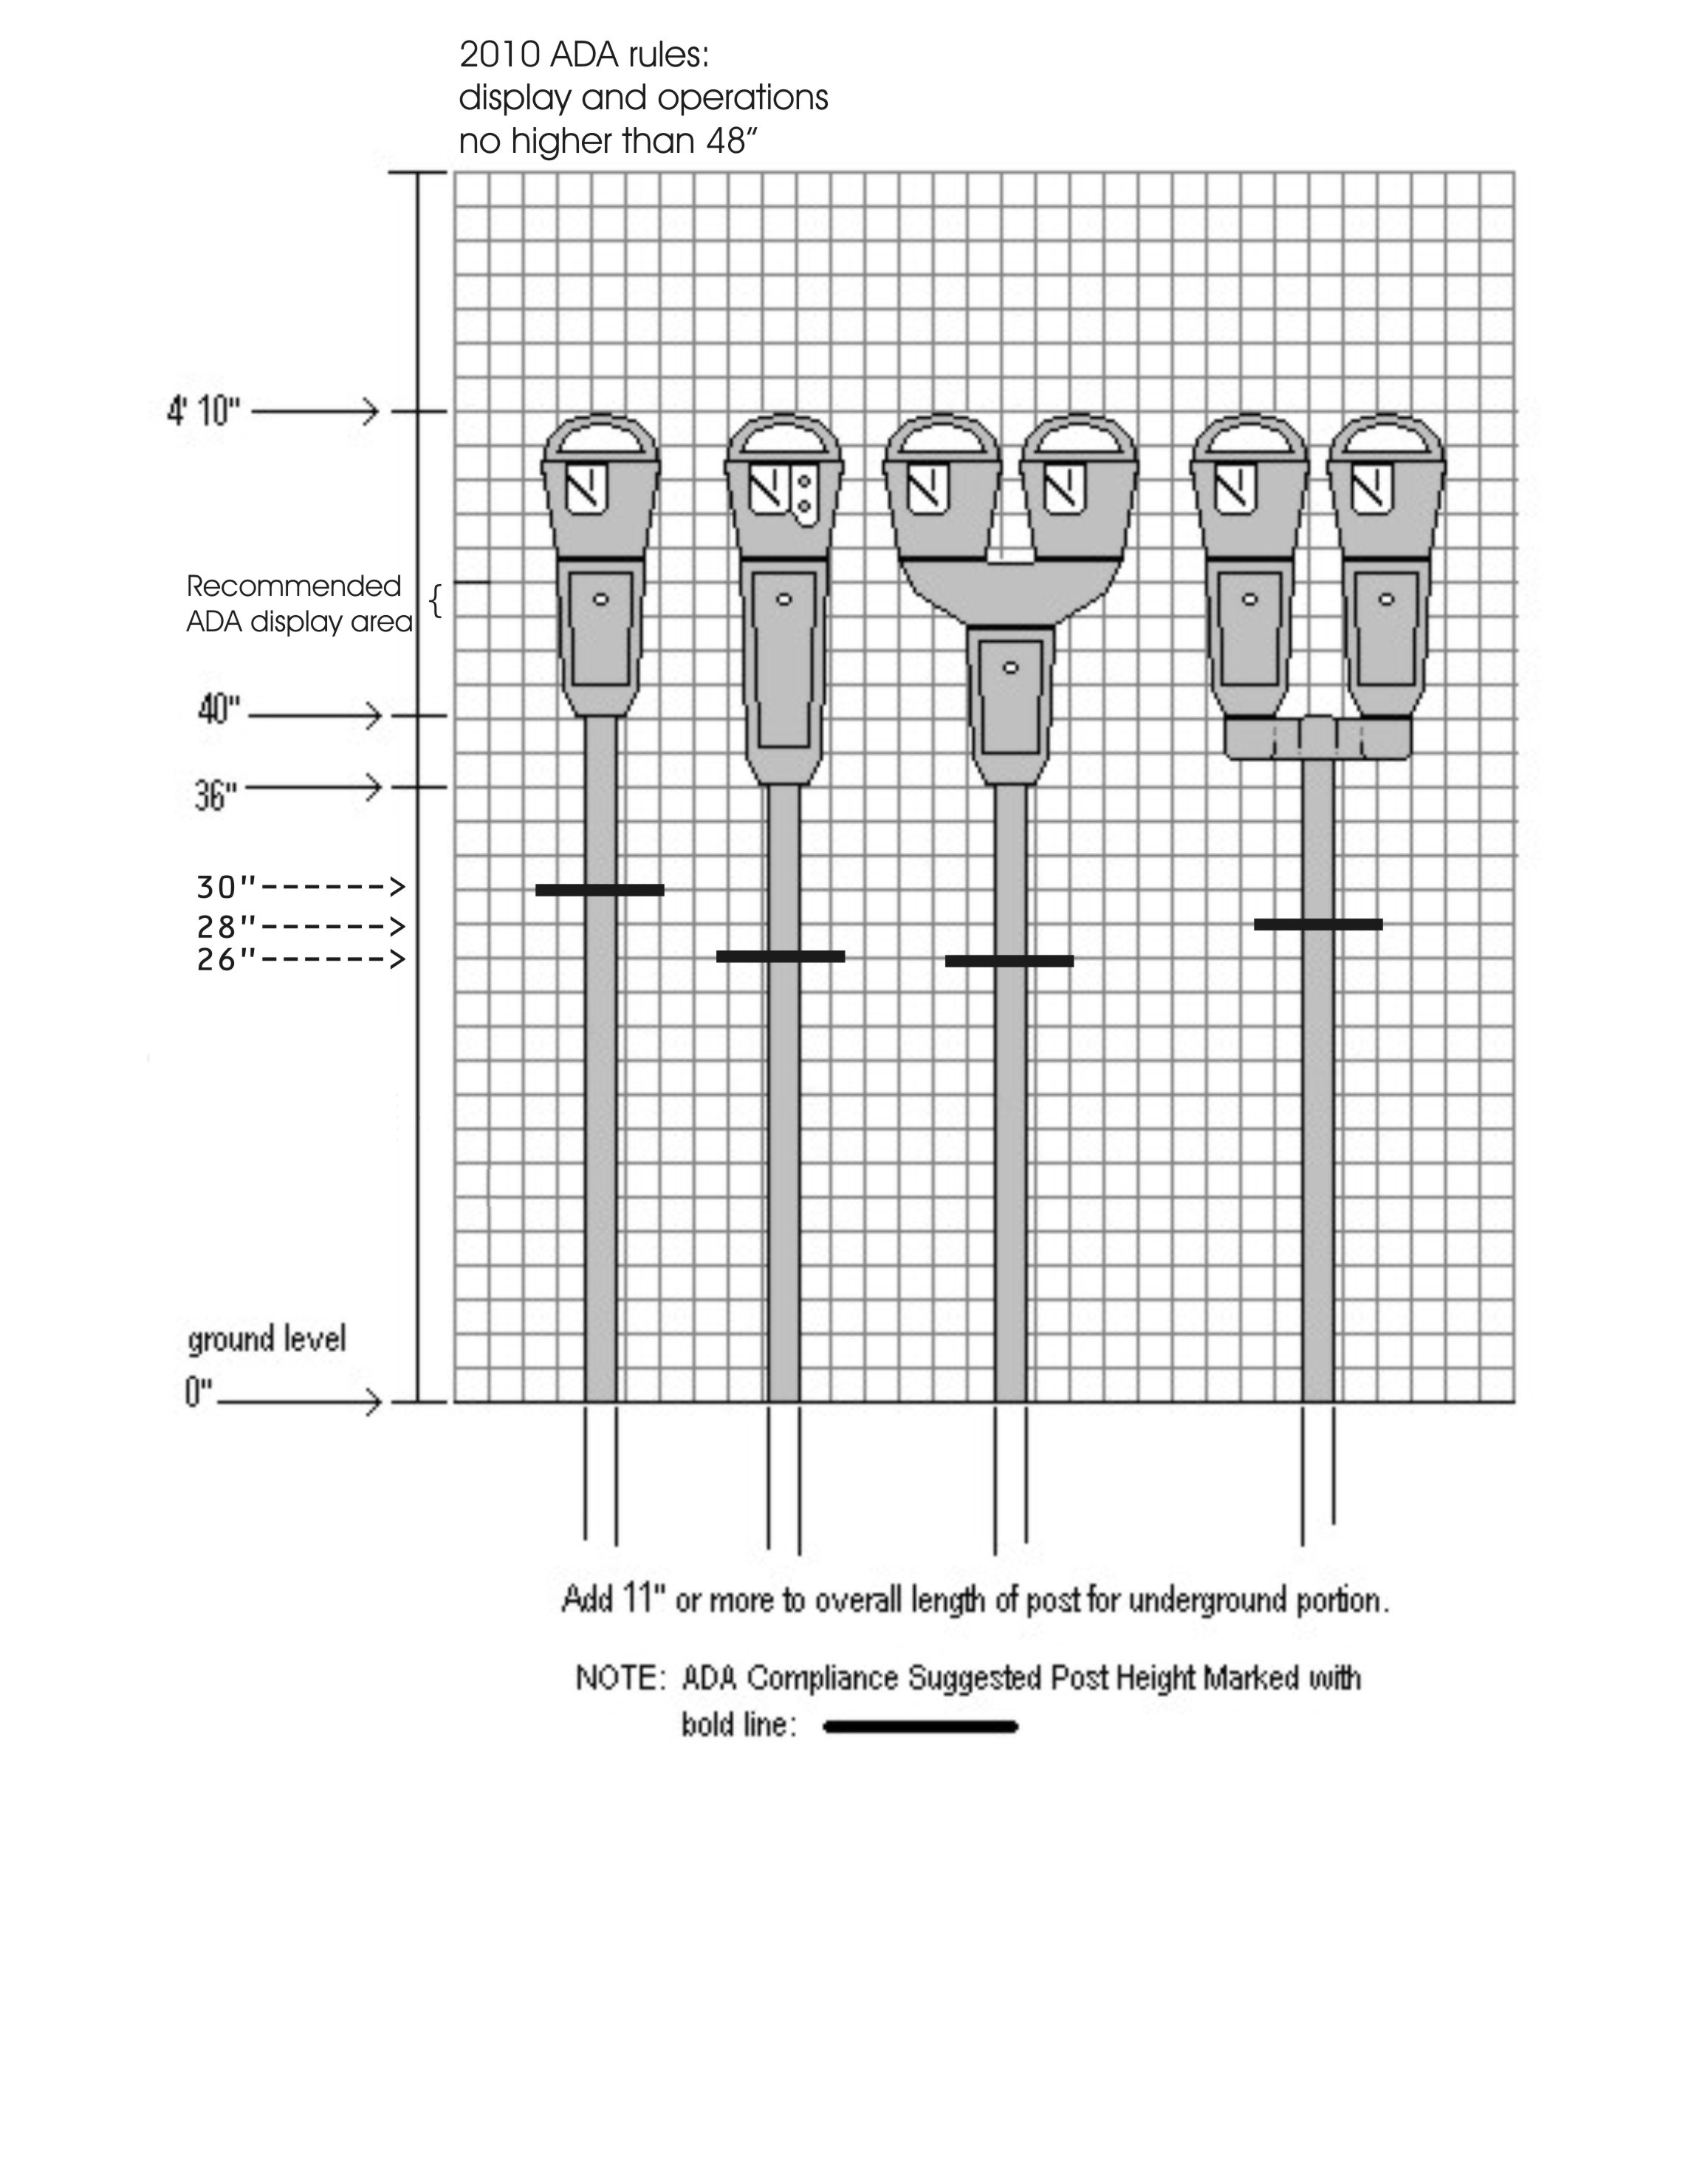 2010 ADA rules:
display and operations
no higher than 48"
4' 10"
Recommended
ADA display area
40"
36"
30"------>
28"------>
26"------>
ground level
0"
Add 11" or more to overall length of post for underground portion.
NOTE: ADA Compliance Suggested Post Height Marked with
bold line: